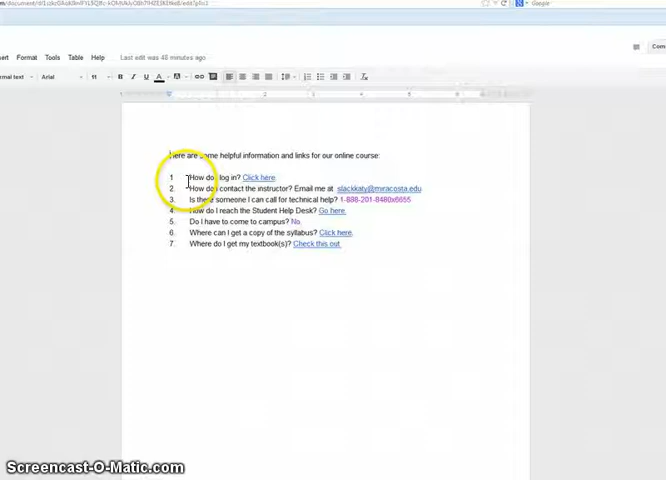 Google
Com
Format Tools Table Help Last edit was 48 minutes ago
Arial 11 B I U A A
Here are some helpful information and links for our online course:
1 How do I log in? Click here.
2. How do I contact the instructor? Email me at slackkaty@miracosta.edu
3. Is there someone I can call for technical help? 1-888-201-8480x6655
4. How do I reach the Student Help Desk? Go here.
5. Do I have to come to campus? No.
6. Where can I get a copy of the syllabus? Click here.
7. Where do I get my textbook(s)? Check this out.
Screencast-O-Matic.com